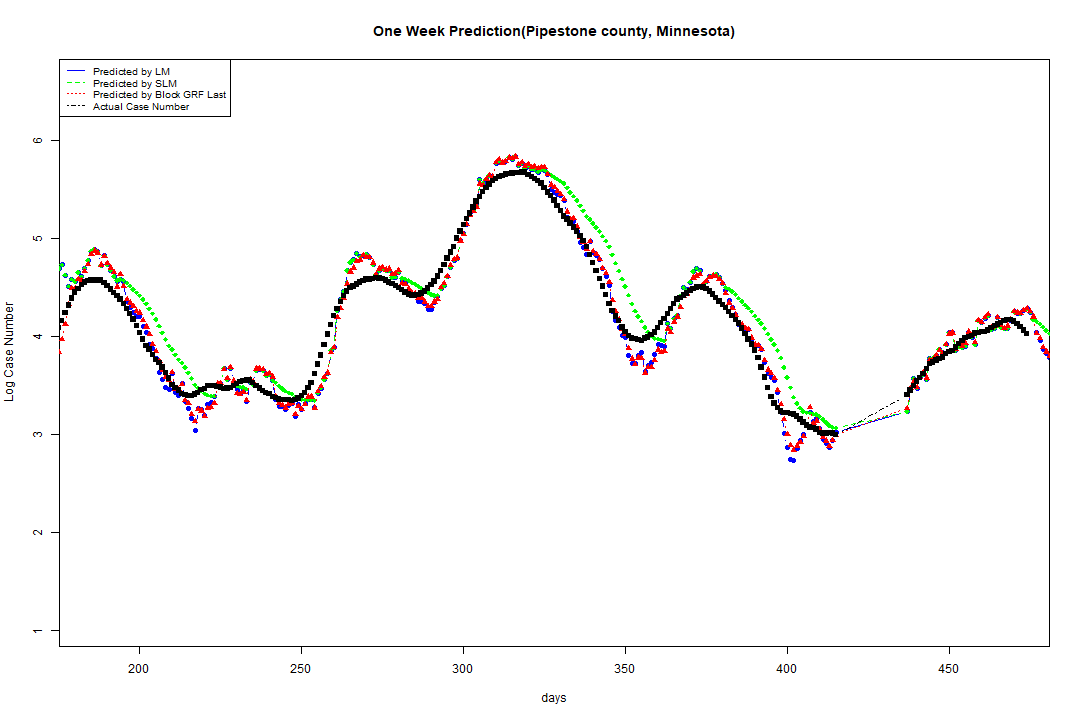 One Week Prediction(Pipestone county, Minnesota)
Predicted by LM
Predicted by SLM
Predicted by Block GRF Last
Actual Case Number
6
5
4
3
2
1
Log Case Number
200 250 300 350 400 450
days